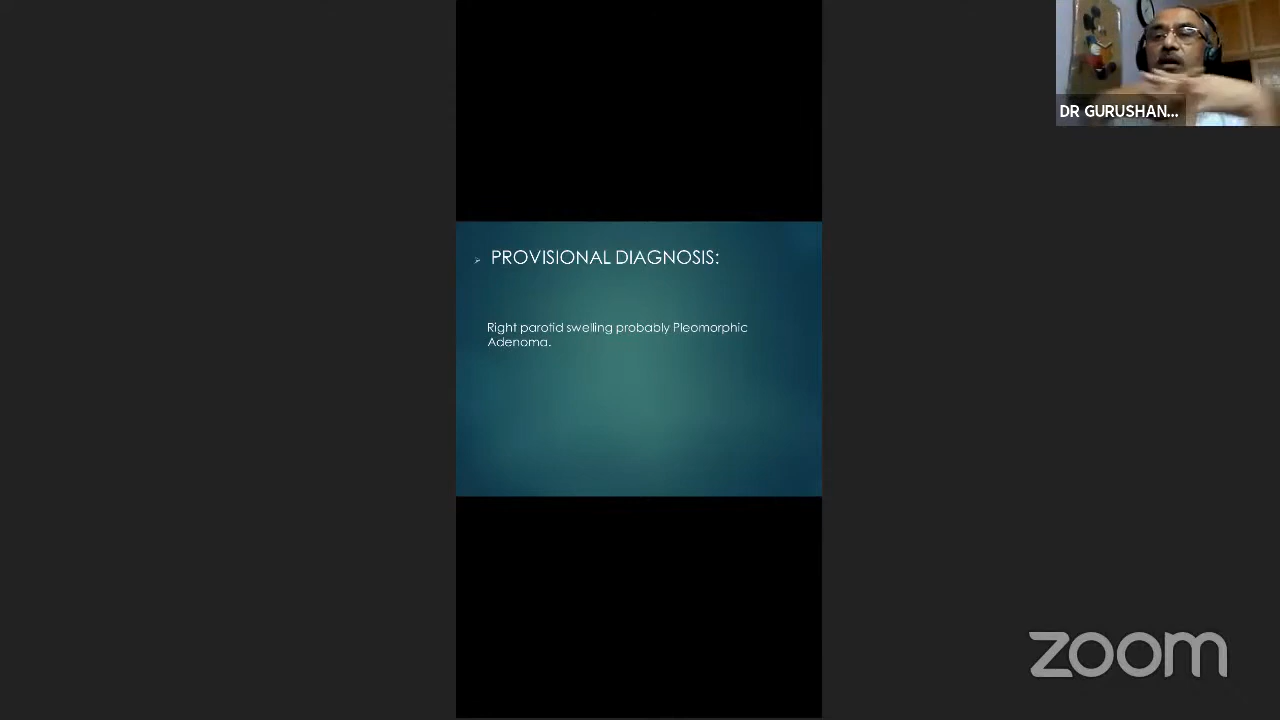 DR GURUSHAN...
➢ PROVISIONAL DIAGNOSIS:
Right parotid swelling probably Pleomorphic
Adenoma.
zoom